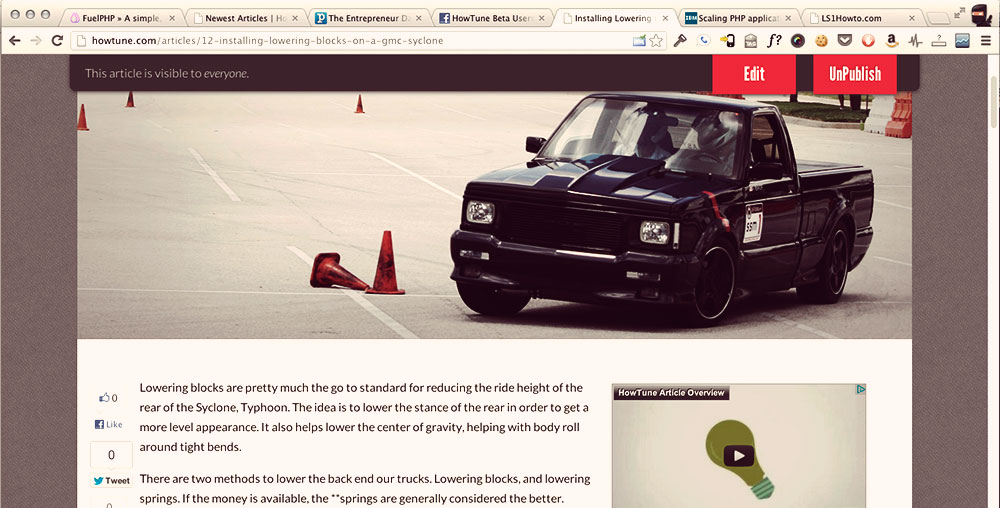 FuelPHP » A simple,
Newest Articles | Ho
The Entrepreneur Da
HowTune Beta Users
Installing Lowering
IBM
Scaling PHP applicat
LS1Howto.com
howtune.com/articles/12-installing-lowering-blocks-on-a-gmc-syclone
f?
This article is visible to everyone.
Edit
UnPublish
ssm
Lowering blocks are pretty much the go to standard for reducing the ride height of the
rear of the Syclone, Typhoon. The idea is to lower the stance of the rear in order to get a
more level appearance. It also helps lower the center of gravity, helping with body roll
around tight bends.
There are two methods to lower the back end our trucks. Lowering blocks, and lowering
springs. If the money is available, the **springs are generally considered the better.
0
Like
0
Tweet
0
HowTune Article Overview